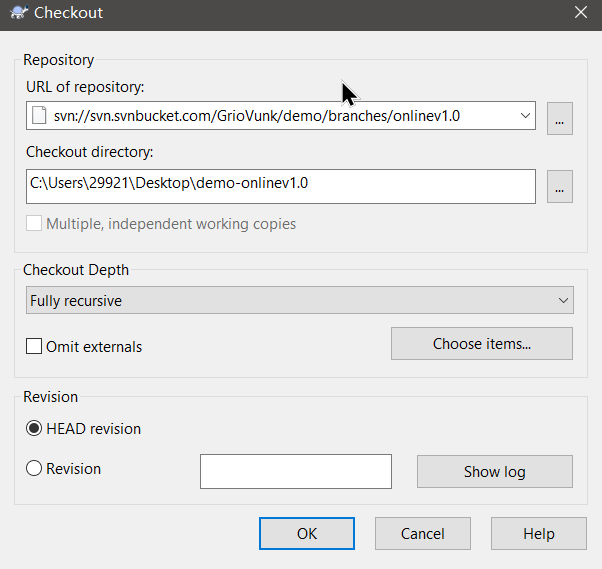 Checkout
Repository
URL of repository:
svn://svn.svnbucket.com/GrioVunk/demo/branches/onlinev1.0
...
Checkout directory:
C:\Users\29921\Desktop\demo-onlinev1.0
...
Multiple, independent working copies
Checkout Depth
Fully recursive
Omit externals
Choose items...
Revision
HEAD revision
Revision
Show log
OK
Cancel
Help